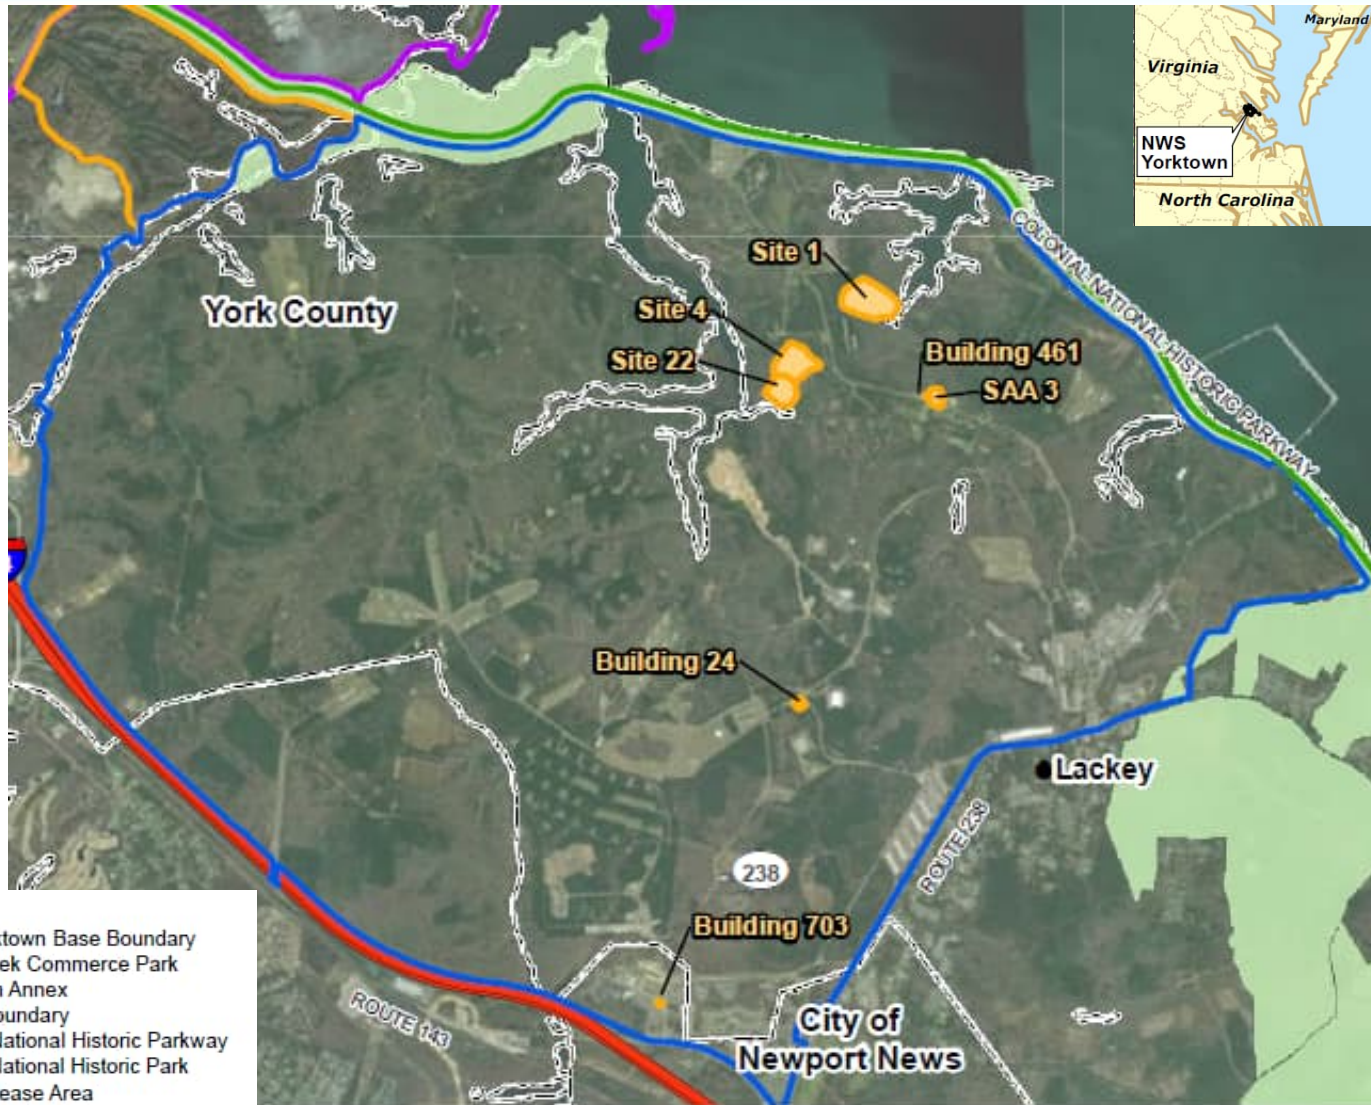 Maryland
Virginia
NWS
Yorktown
North Carolina
COLONIAL NATIONAL HISTORIC PARKWAY
Site 1
York County
Site 4
Site 22
Building 461
SAA 3
Building 24
Lackey
ROUTE 238
238
Building 703
ROUTE 143
City of
Newport News
town Base Boundary
ek Commerce Park
Annex
oundary
National Historic Parkway
National Historic Park
ease Area